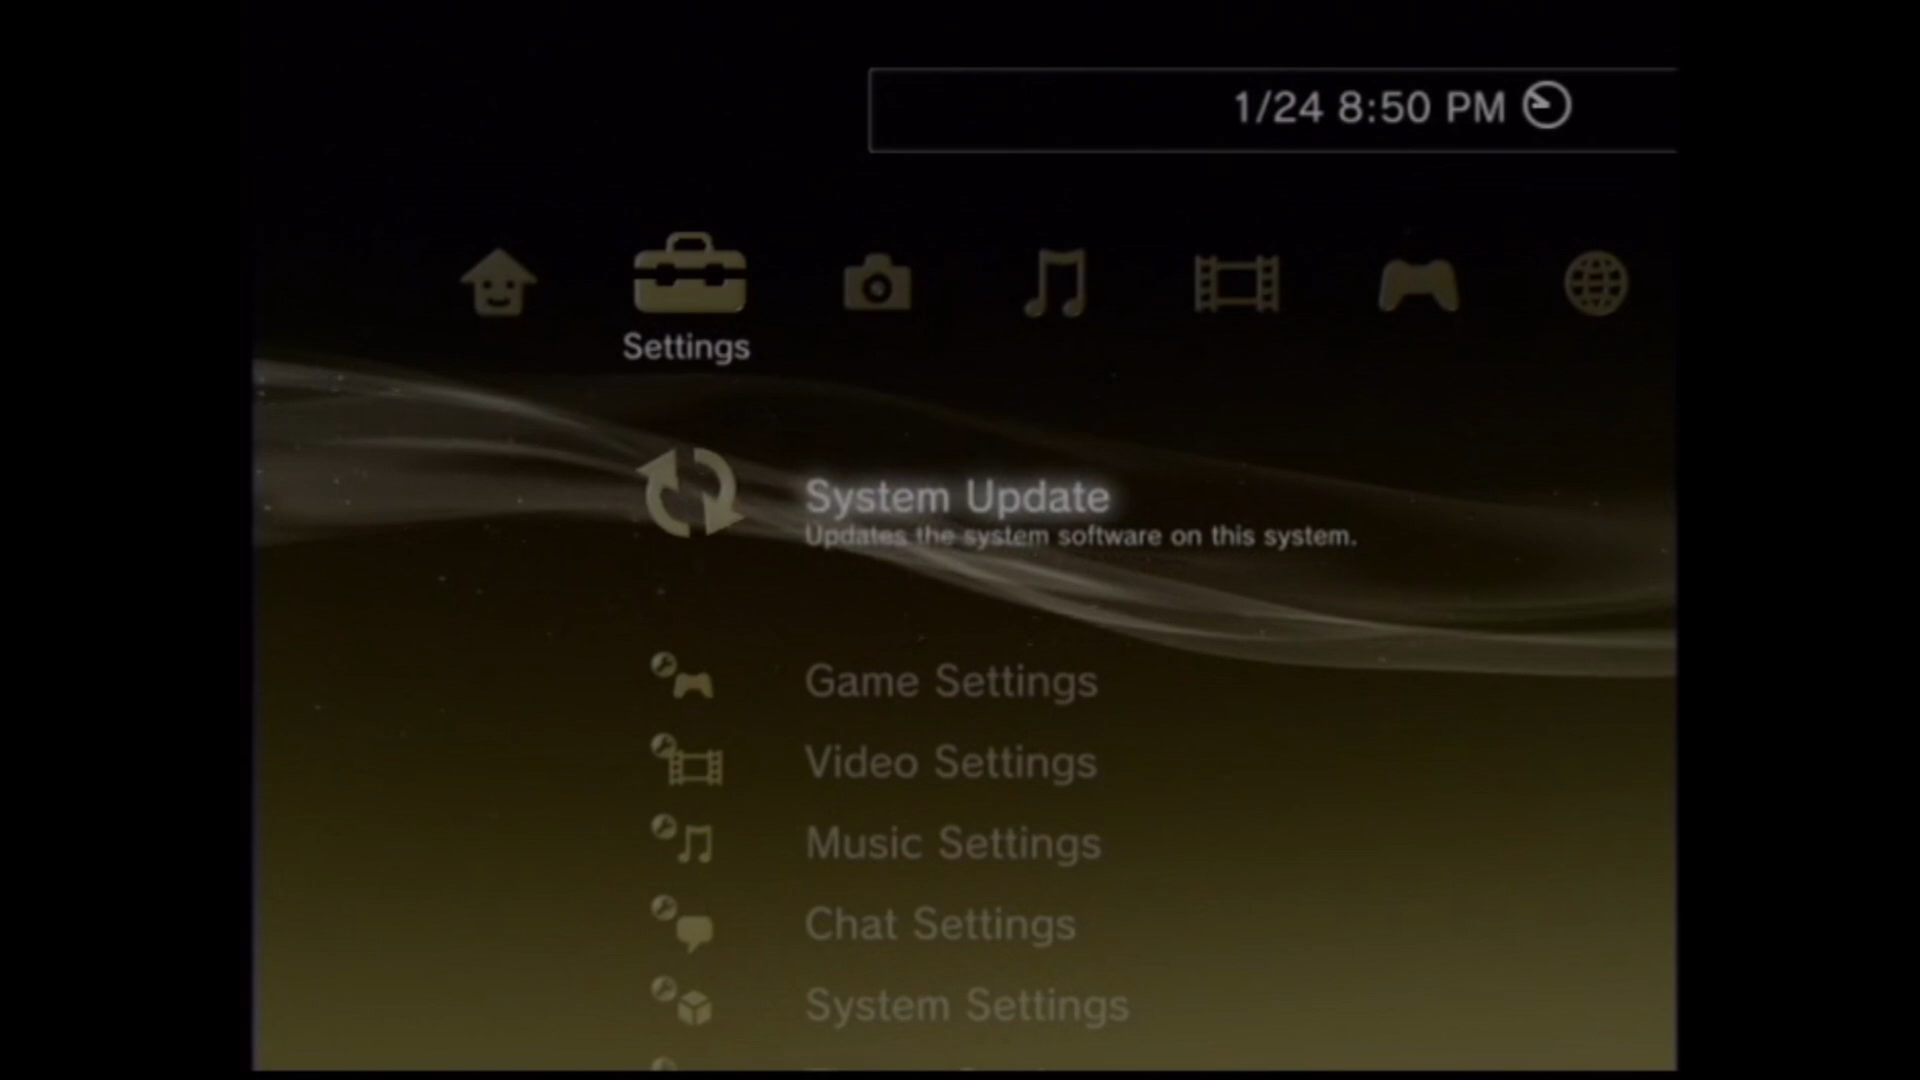 1/24 8:50 PM
Settings
System Update
Updates the system software on this system.
Game Settings
Video Settings
Music Settings
Chat Settings
System Settings